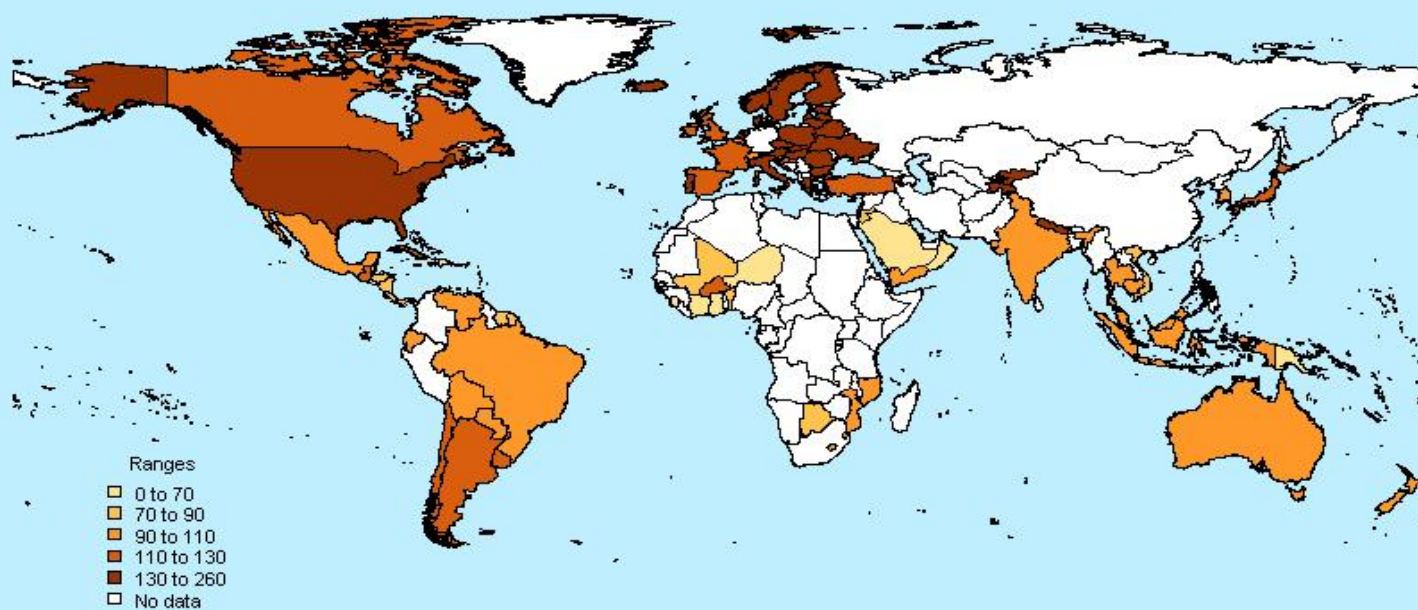 Ranges
0 to 70
70 to 90
90 to 110
110 to 130
130 to 260
No data